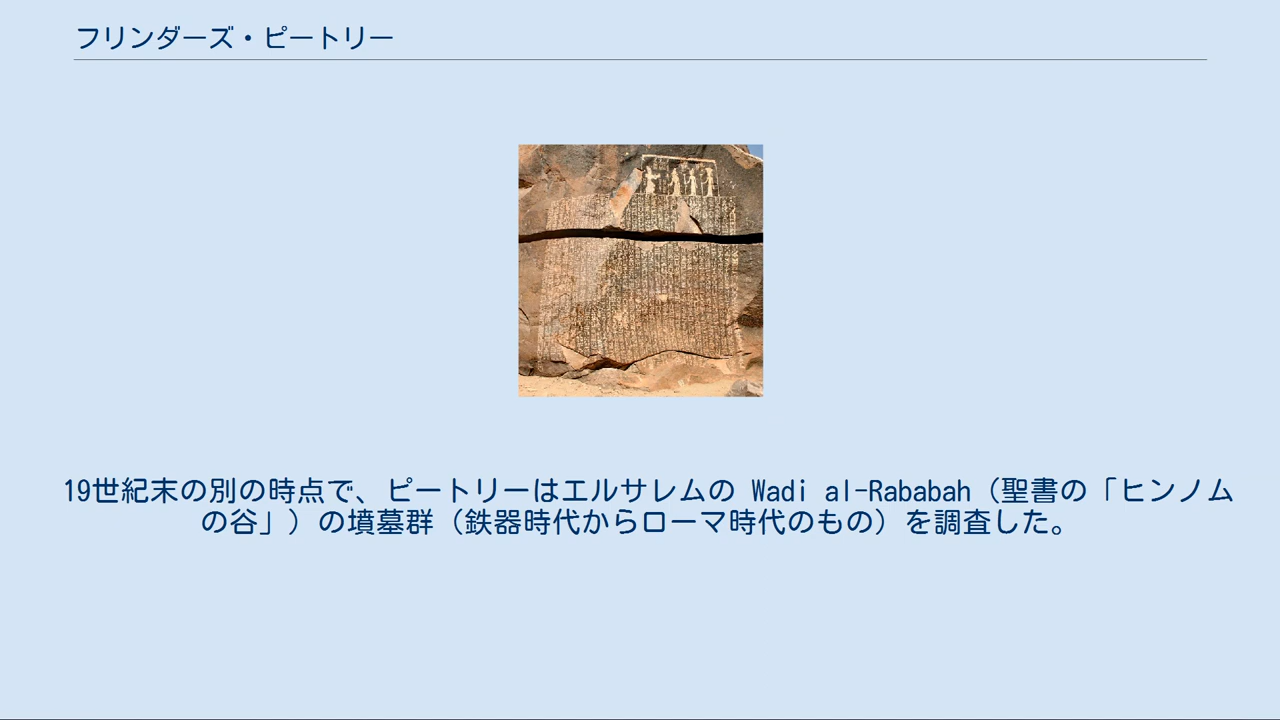 フリンダーズ・ピートリー
19世紀末の別の時点で、ピートリーはエルサレムの Wadi al-Rababah（聖書の「ヒンノム
の谷」）の墳墓群（鉄器時代からローマ時代のもの）を調査した。